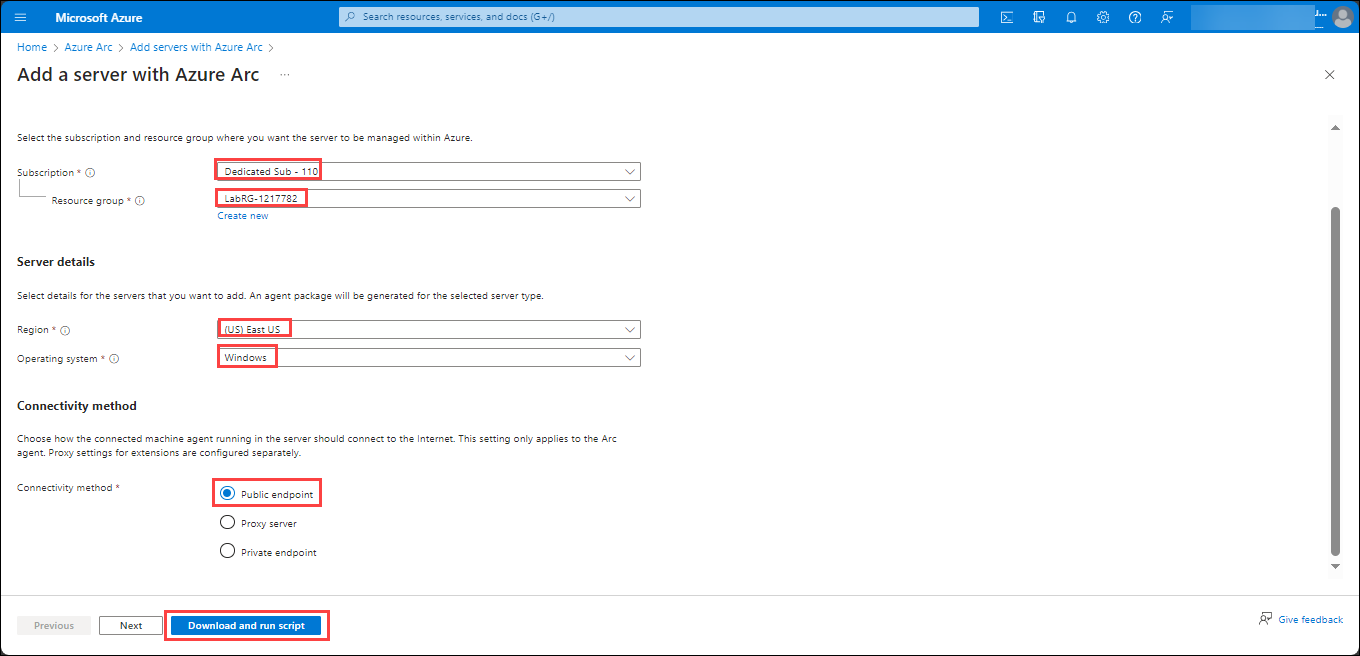 Microsoft Azure
Search resources, services, and docs (G+/)
Home > Azure Arc > Add servers with Azure Arc >
Add a server with Azure Arc ...
Select the subscription and resource group where you want the server to be managed within Azure.
Subscription *
Dedicated Sub - 110
Resource group *
LabRG-1217782
Create new
Server details
Select details for the servers that you want to add. An agent package will be generated for the selected server type.
Region *
(US) East US
Operating system *
Windows
Connectivity method
Choose how the connected machine agent running in the server should connect to the Internet. This setting only applies to the Arc
agent. Proxy settings for extensions are configured separately.
Connectivity method *
Public endpoint
Proxy server
Private endpoint
Previous
Next
Download and run script
Give feedback